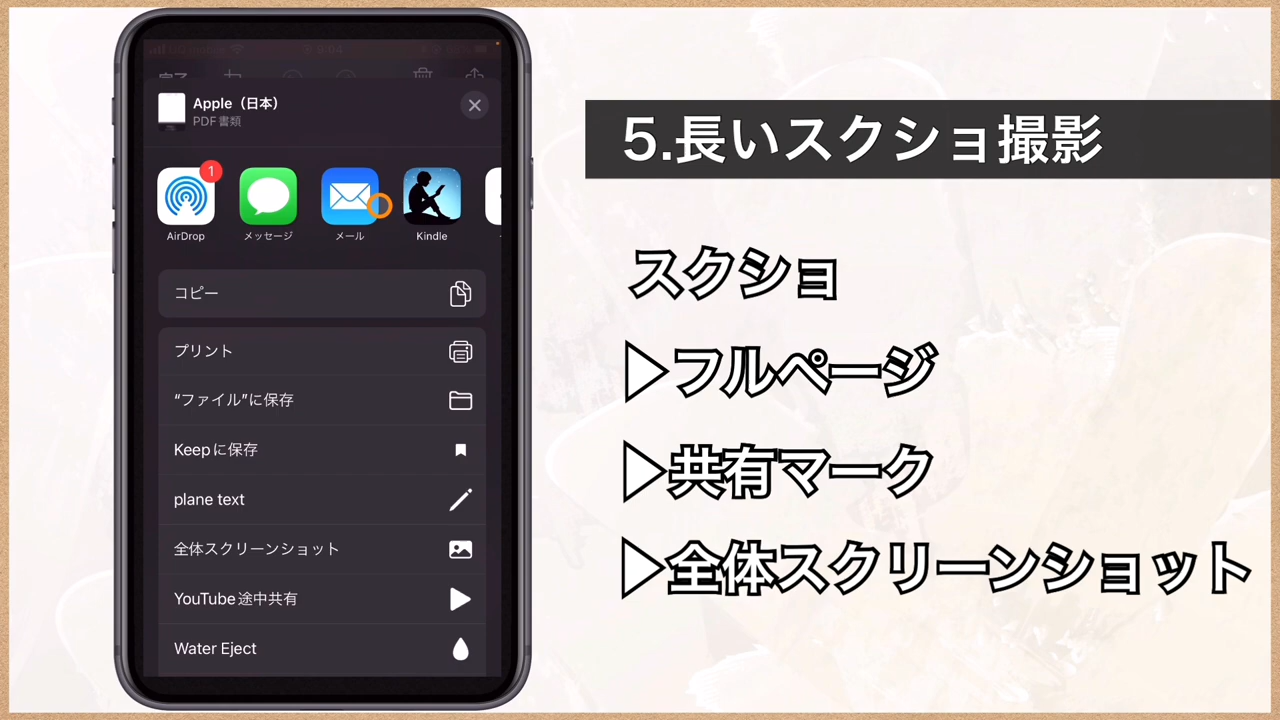 完了
Apple（日本）
PDF書類
1
AirDrop
メッセージ
メール
Kindle
コピー
プリント
“ファイル”に保存
Keepに保存
plane text
全体スクリーンショット
YouTube途中共有
Water Eject
5.長いスクショ撮影
スクショ
▶フルページ
▶共有マーク
▶全体スクリーンショット